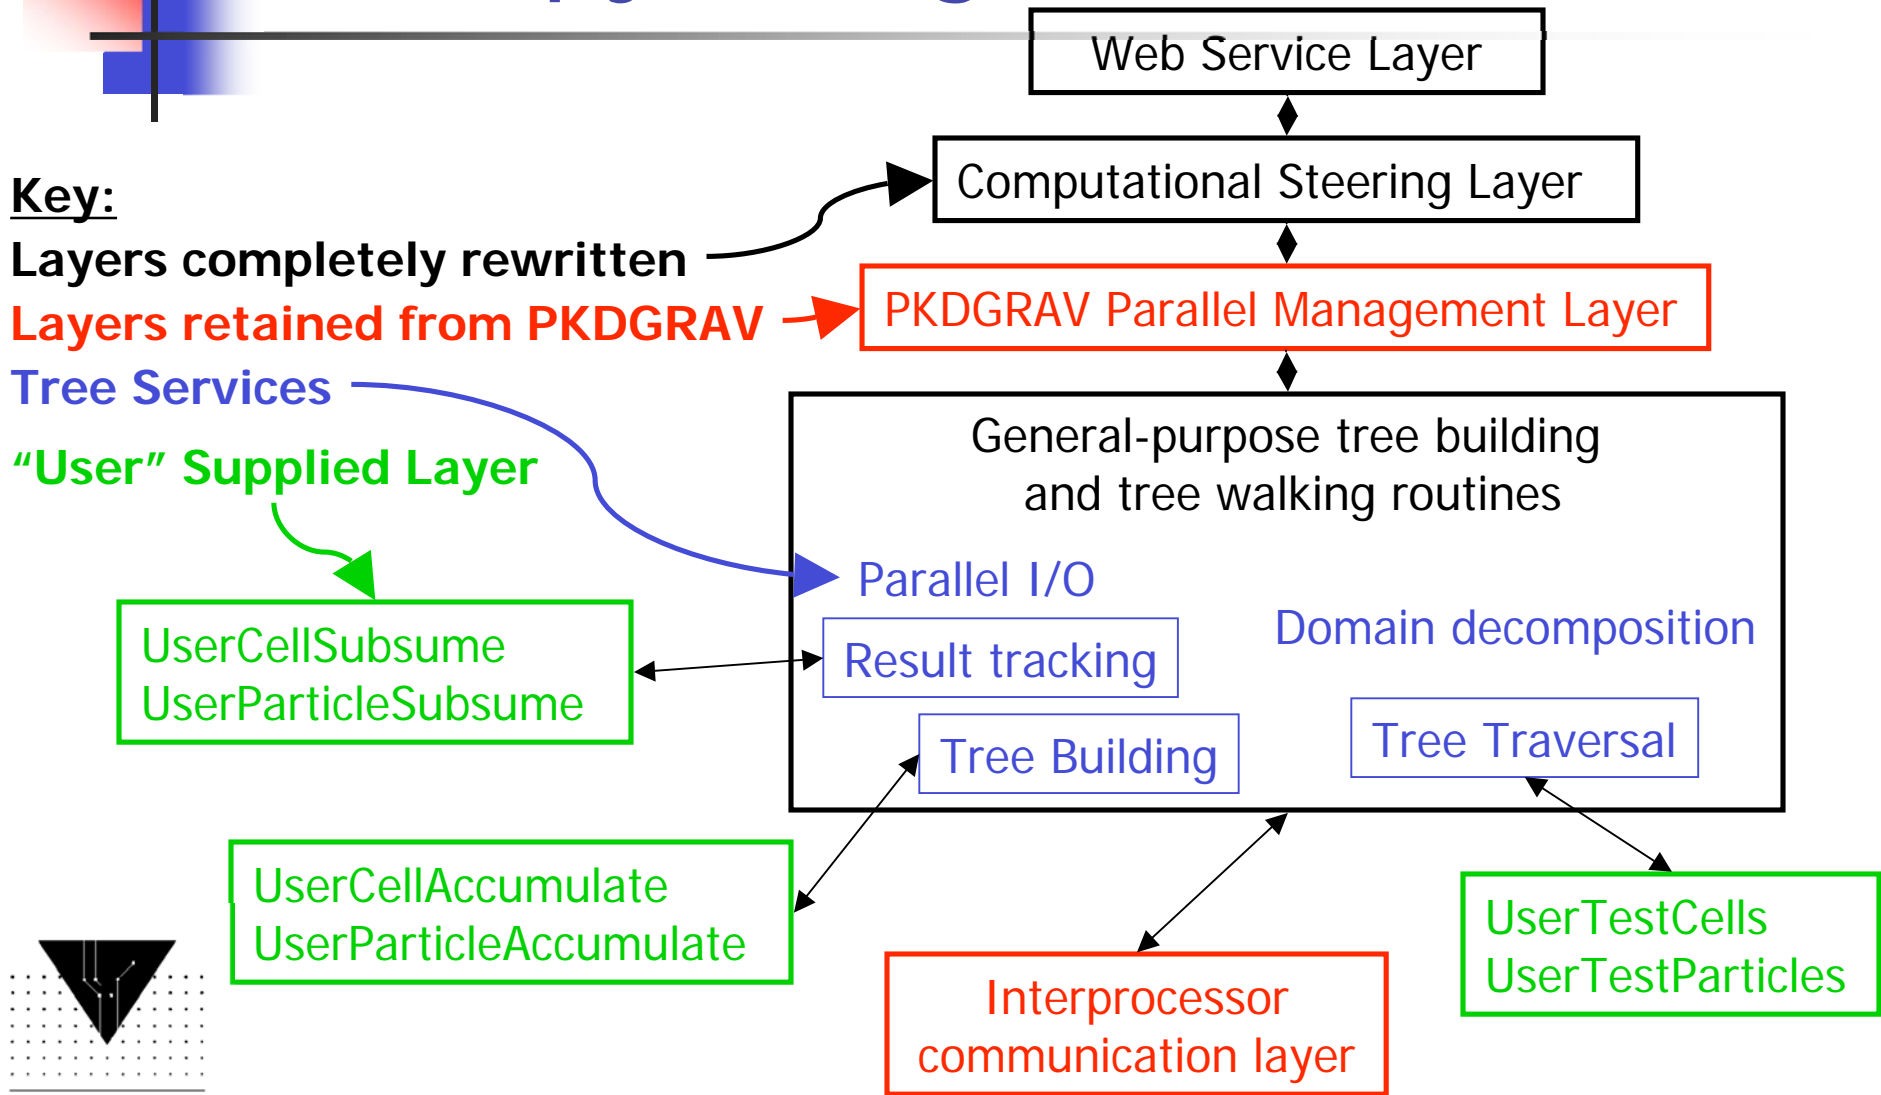 Web Service Layer
Computational Steering Layer
Key:
Layers completely rewritten
Layers retained from PKDGRAV
PKDGRAV Parallel Management Layer
Tree Services
“User” Supplied Layer
General-purpose tree building
and tree walking routines
Parallel I/O
Domain decomposition
Result tracking
UserCellSubsume
UserParticleSubsume
Tree Building
Tree Traversal
UserCellAccumulate
UserParticleAccumulate
UserTestCells
UserTestParticles
Interprocessor
communication layer